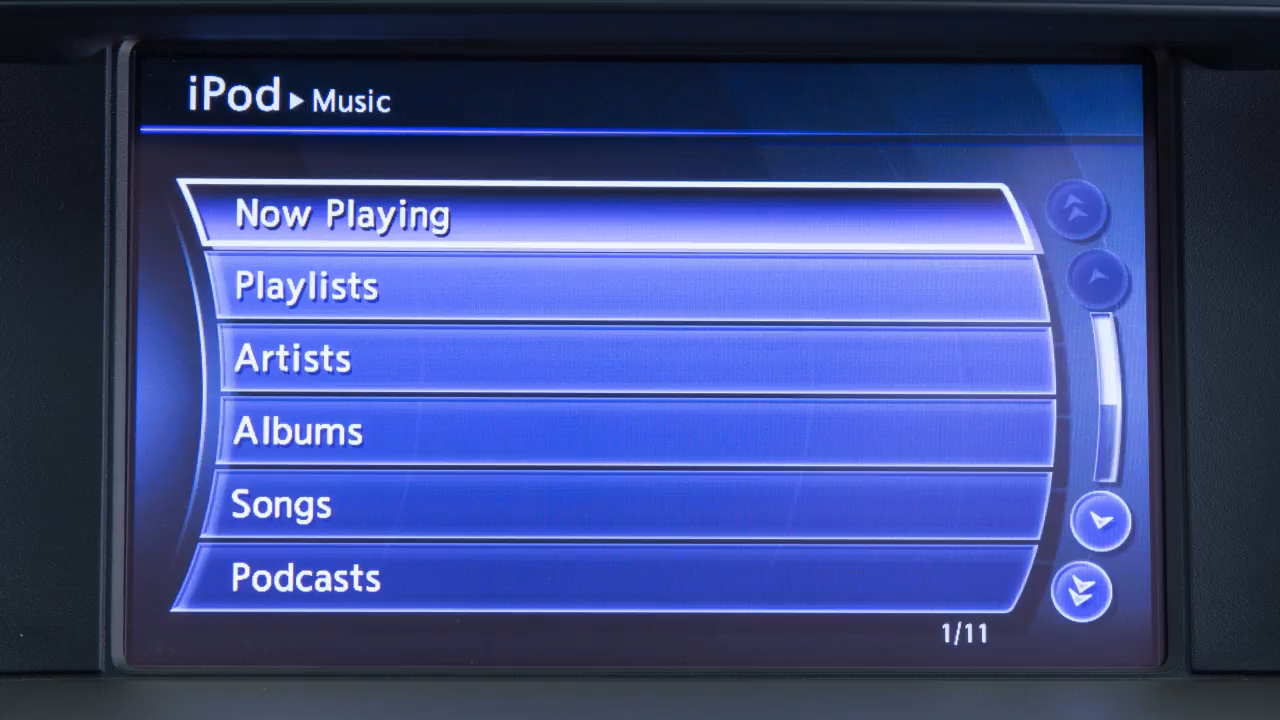 iPod ▶ Music
Now Playing
Playlists
Artists
Albums
Songs
Podcasts
1/11